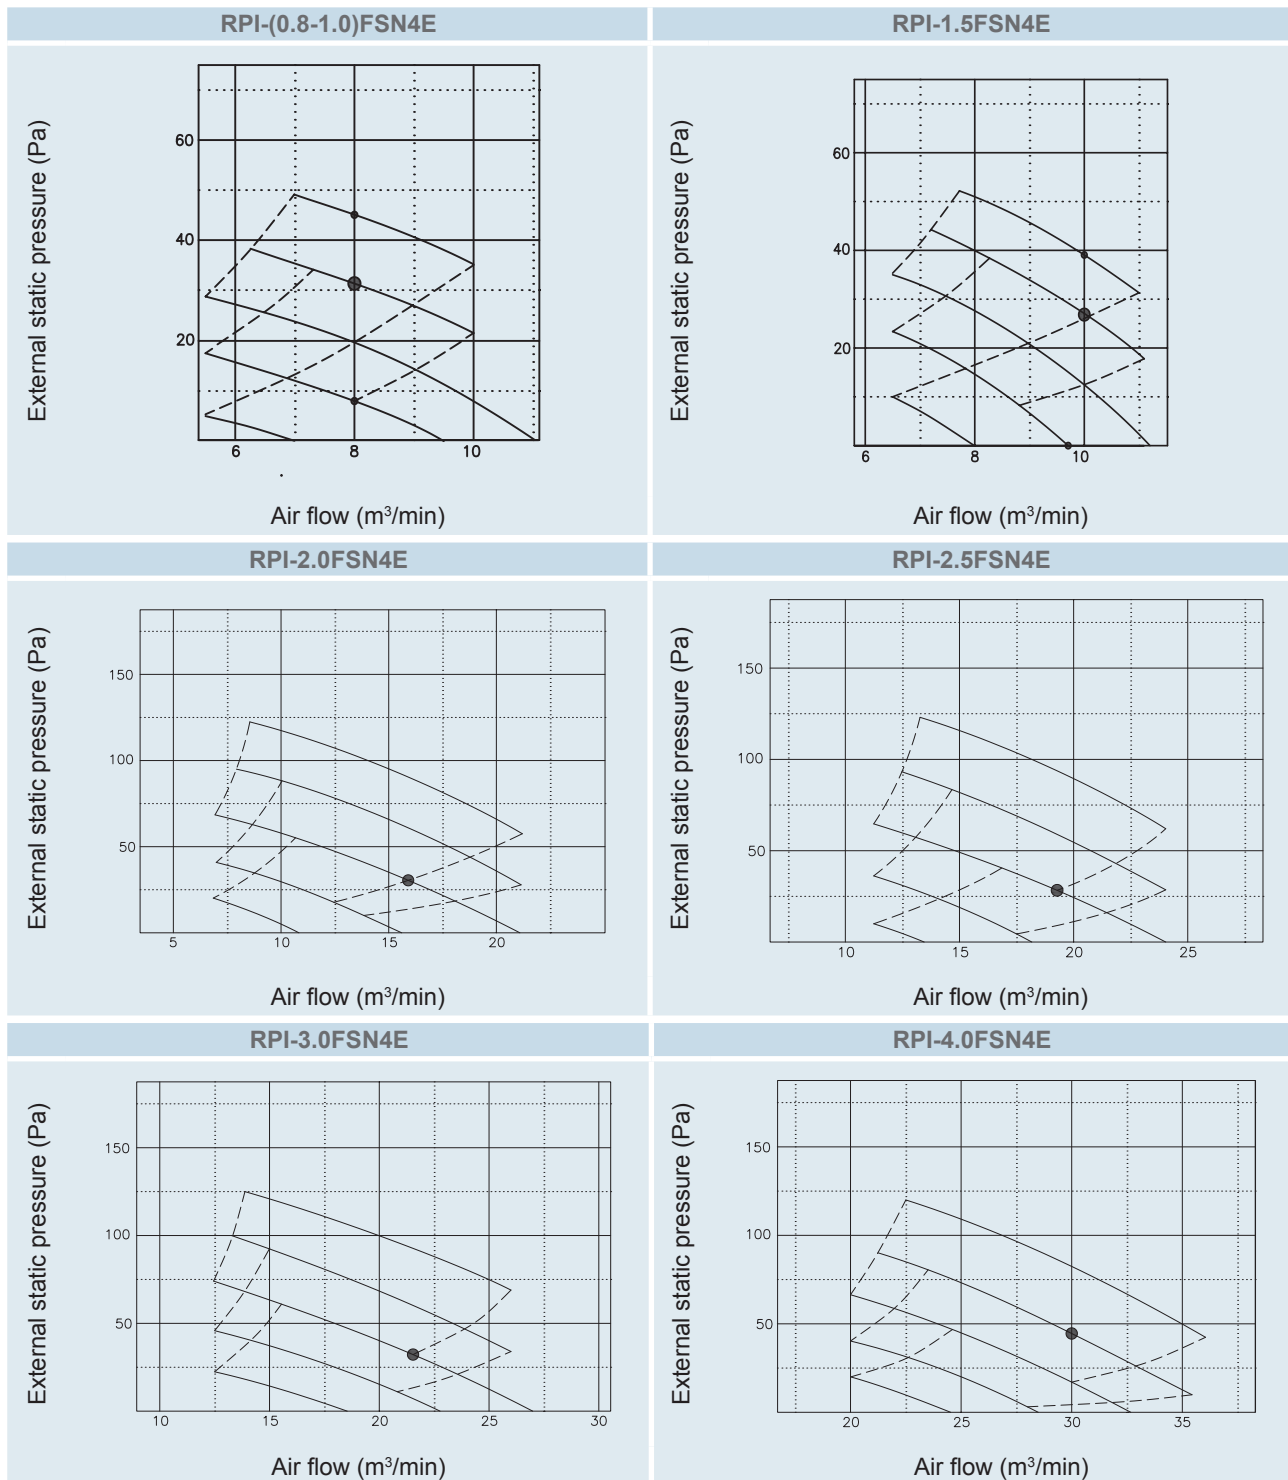 RPI-(0.8-1.0)FSN4E
External static pressure (Pa)
60
40
20
6 8 10
Air flow (m³/min)
RPI-1.5FSN4E
External static pressure (Pa)
60
40
20
6 8 10
Air flow (m³/min)
RPI-2.0FSN4E
External static pressure (Pa)
150
100
50
5 10 15 20
Air flow (m³/min)
RPI-2.5FSN4E
External static pressure (Pa)
150
100
50
10 15 20 25
Air flow (m³/min)
RPI-3.0FSN4E
External static pressure (Pa)
150
100
50
10 15 20 25 30
Air flow (m³/min)
RPI-4.0FSN4E
External static pressure (Pa)
150
100
50
20 25 30 35
Air flow (m³/min)